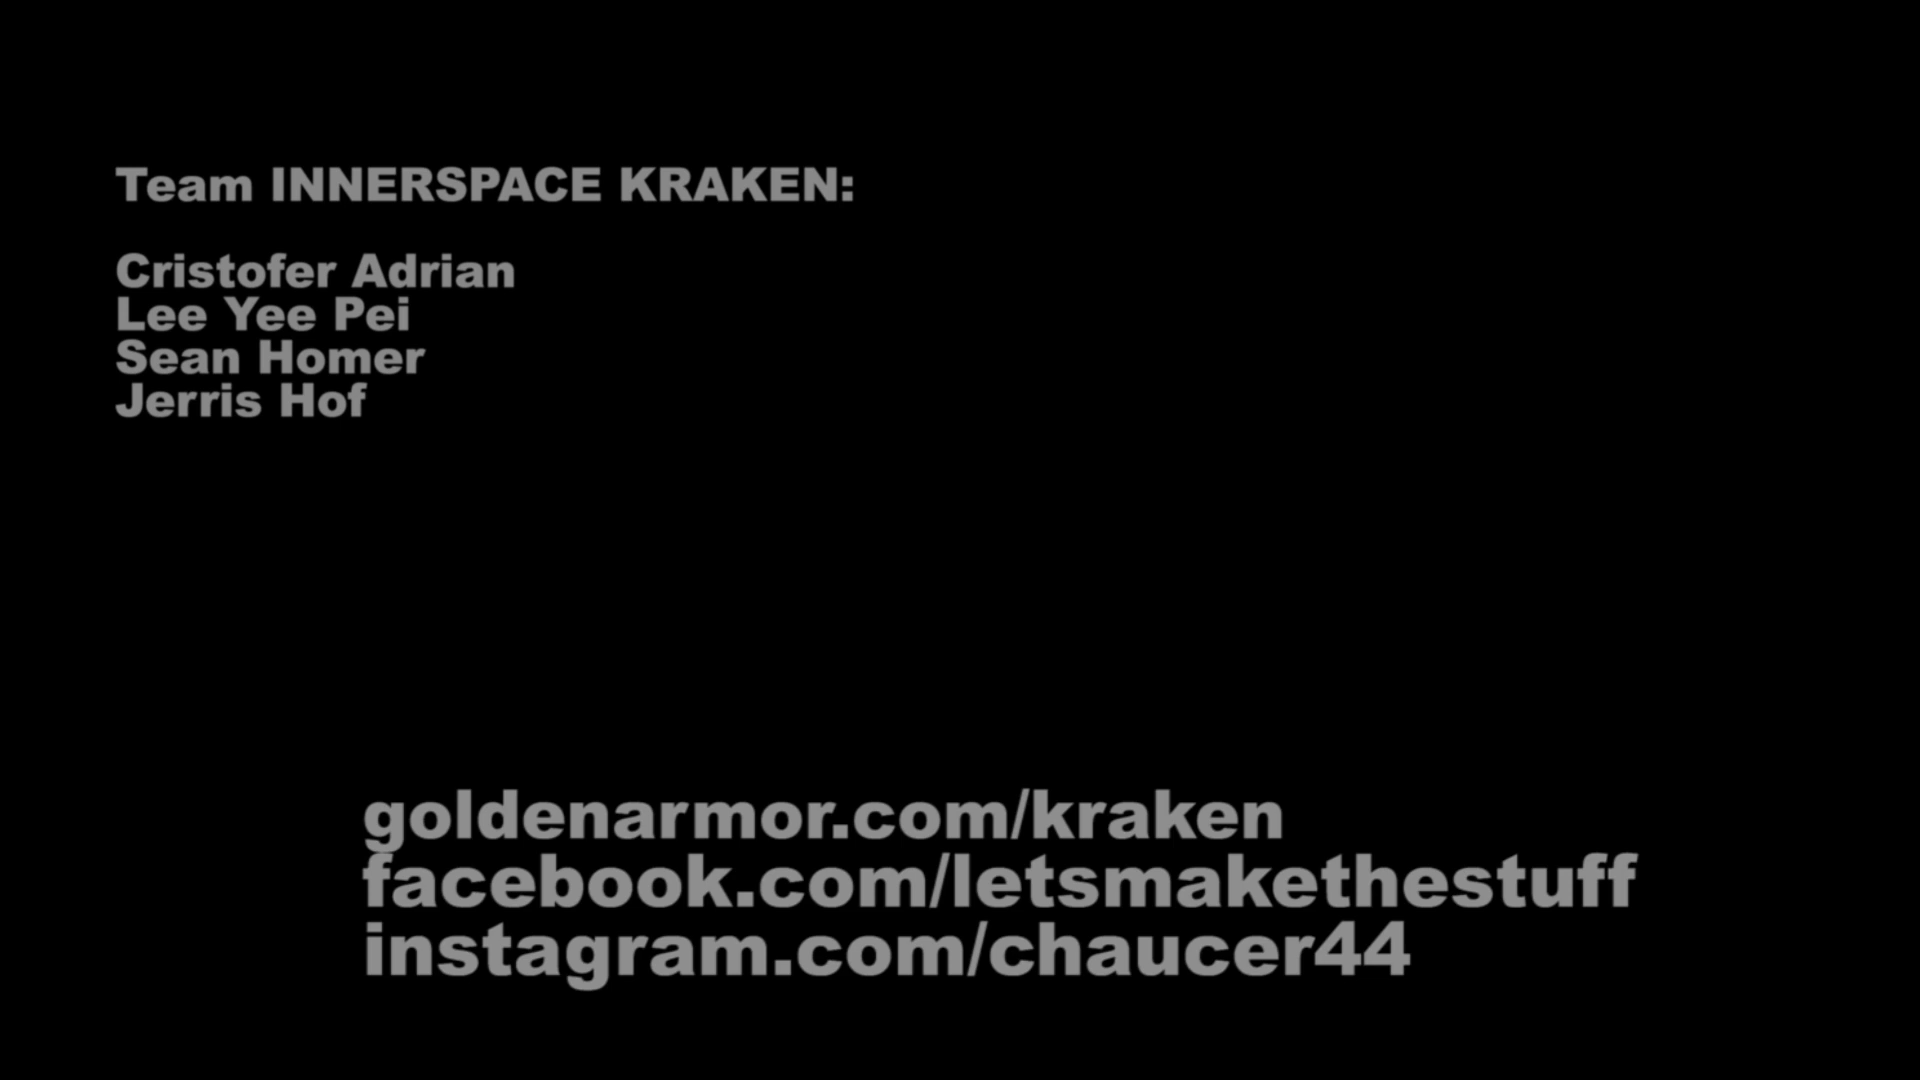 Team INNERSPACE KRAKEN:
Cristofer Adrian
Lee Yee Pei
Sean Homer
Jerris Hof
goldenarmor.com/kraken
facebook.com/letsmakethestuff
instagram.com/chaucer44